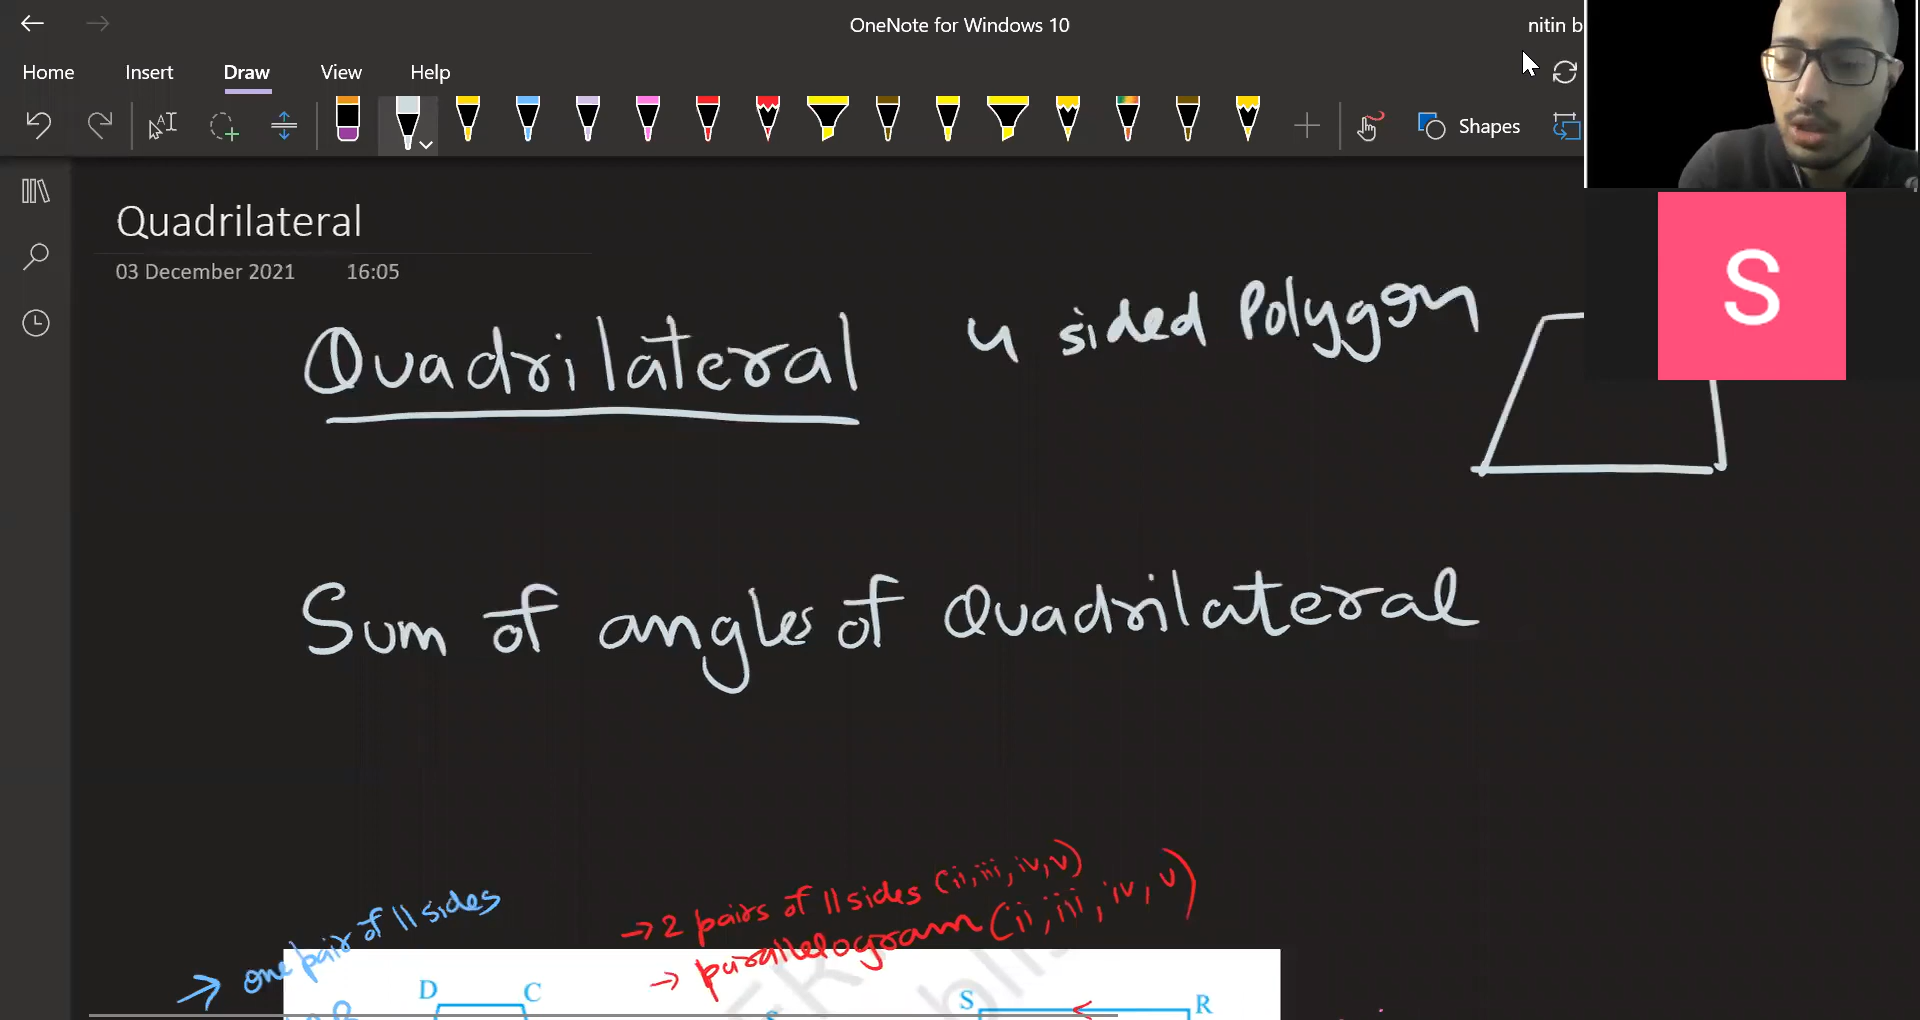 OneNote for Windows 10
nitin b
Home Insert Draw View Help
Shapes
Quadrilateral
03 December 2021 16:05
S
Quadrilateral 4 sided Polygon
Sum of angles of Quadrilateral
→ 2 pairs of || sides (ii, iii, iv, v)
→ parallelogram (ii, iii, iv, v)
→ one pair of || sides
D C
S R